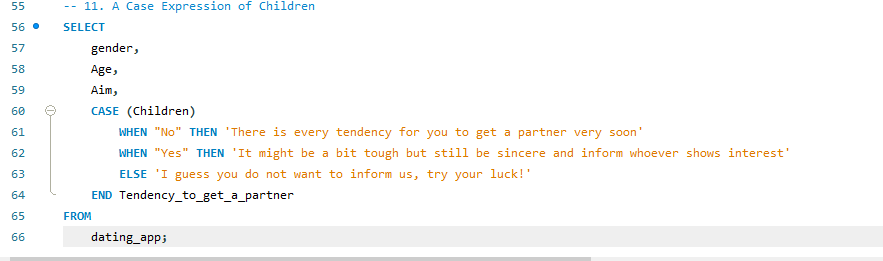 55 -- 11. A Case Expression of Children
56 SELECT
57 gender,
58 Age,
59 Aim,
60 CASE (Children)
61 WHEN "No" THEN 'There is every tendency for you to get a partner very soon'
62 WHEN "Yes" THEN 'It might be a bit tough but still be sincere and inform whoever shows interest'
63 ELSE 'I guess you do not want to inform us, try your luck!'
64 END Tendency_to_get_a_partner
65 FROM
66 dating_app;